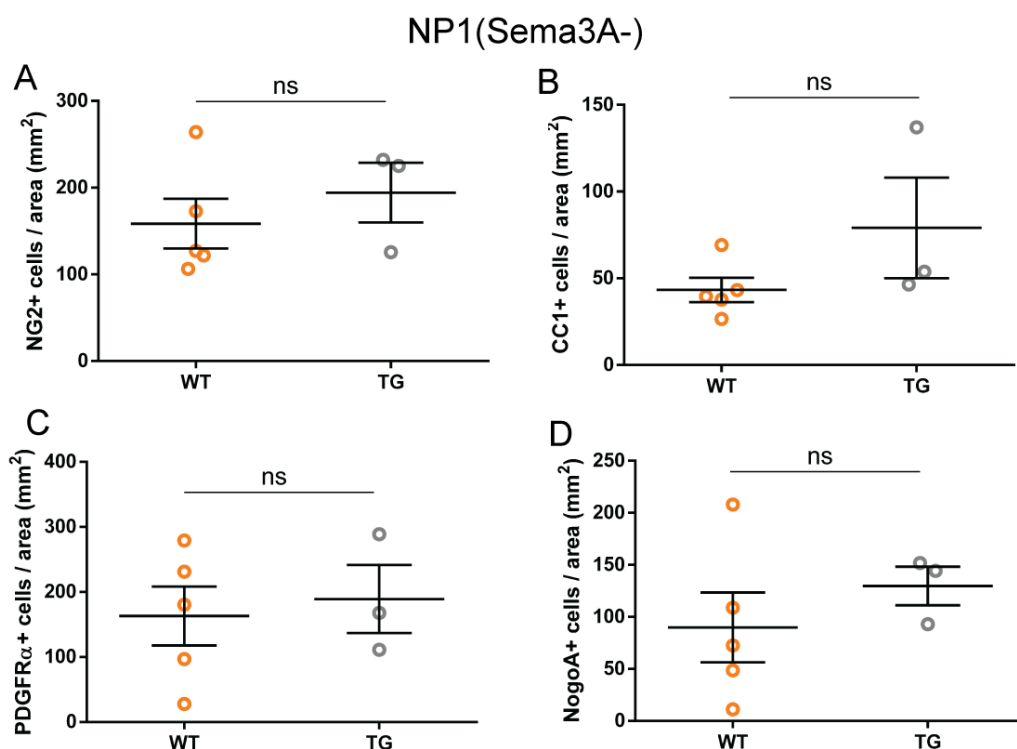 NP1(Sema3A-)
A
ns
NG2+ cells / area (mm²)
300
200
100
0
WT TG
B
ns
CC1+ cells / area (mm²)
150
100
50
0
WT TG
C
ns
PDGFRα+ cells / area (mm²)
400
300
200
100
0
WT TG
D
ns
NogoA+ cells / area (mm²)
250
200
150
100
50
0
WT TG